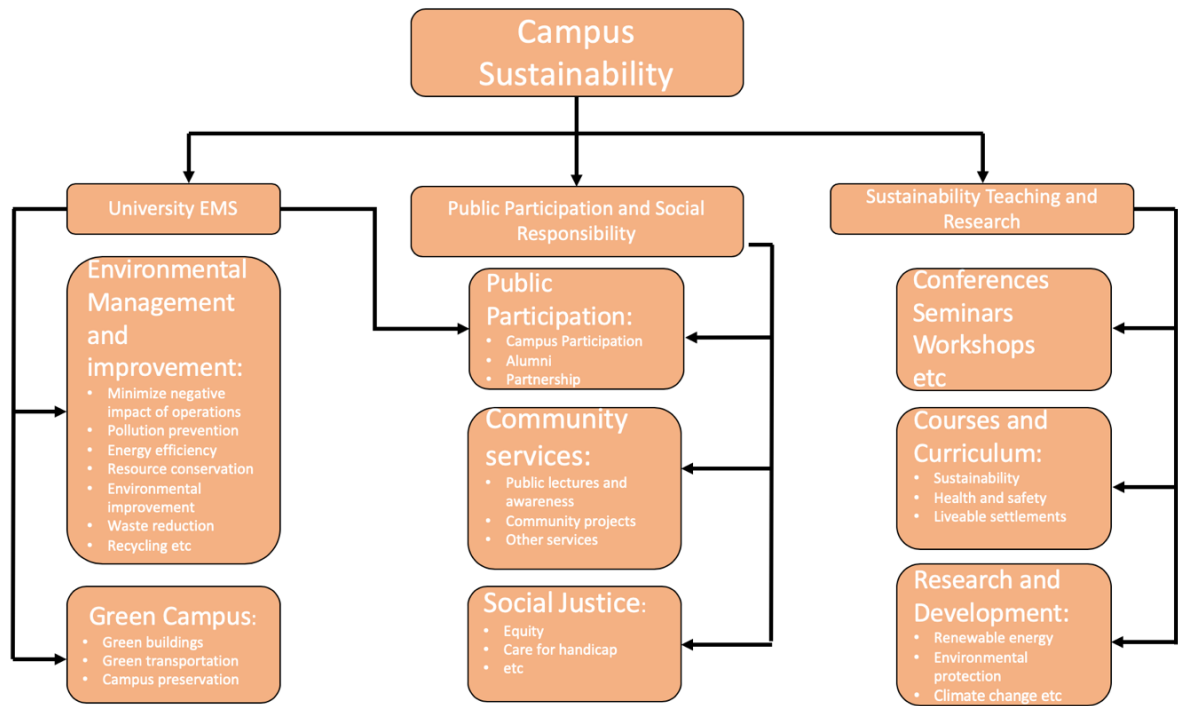 Campus
Sustainability
University EMS
Public Participation and Social
Responsibility
Sustainability Teaching and
Research
Environmental
Management
and
improvement:
• Minimize negative
impact of operations
• Pollution prevention
• Energy efficiency
• Resource conservation
• Environmental
improvement
• Waste reduction
• Recycling etc
Green Campus:
• Green buildings
• Green transportation
• Campus preservation
Public
Participation:
• Campus Participation
• Alumni
• Partnership
Community
services:
• Public lectures and
awareness
• Community projects
• Other services
Social Justice:
• Equity
• Care for handicap
• etc
Conferences
Seminars
Workshops
etc
Courses and
Curriculum:
• Sustainability
• Health and safety
• Liveable settlements
Research and
Development:
• Renewable energy
• Environmental
protection
• Climate change etc